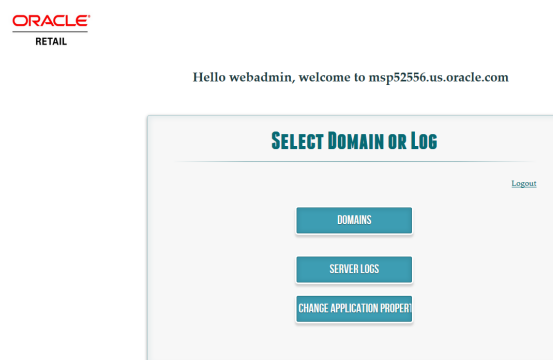 ORACLE®
RETAIL
Hello webadmin, welcome to msp52556.us.oracle.com
SELECT DOMAIN OR LOG
Logout
DOMAINS
SERVER LOGS
CHANGE APPLICATION PROPERT